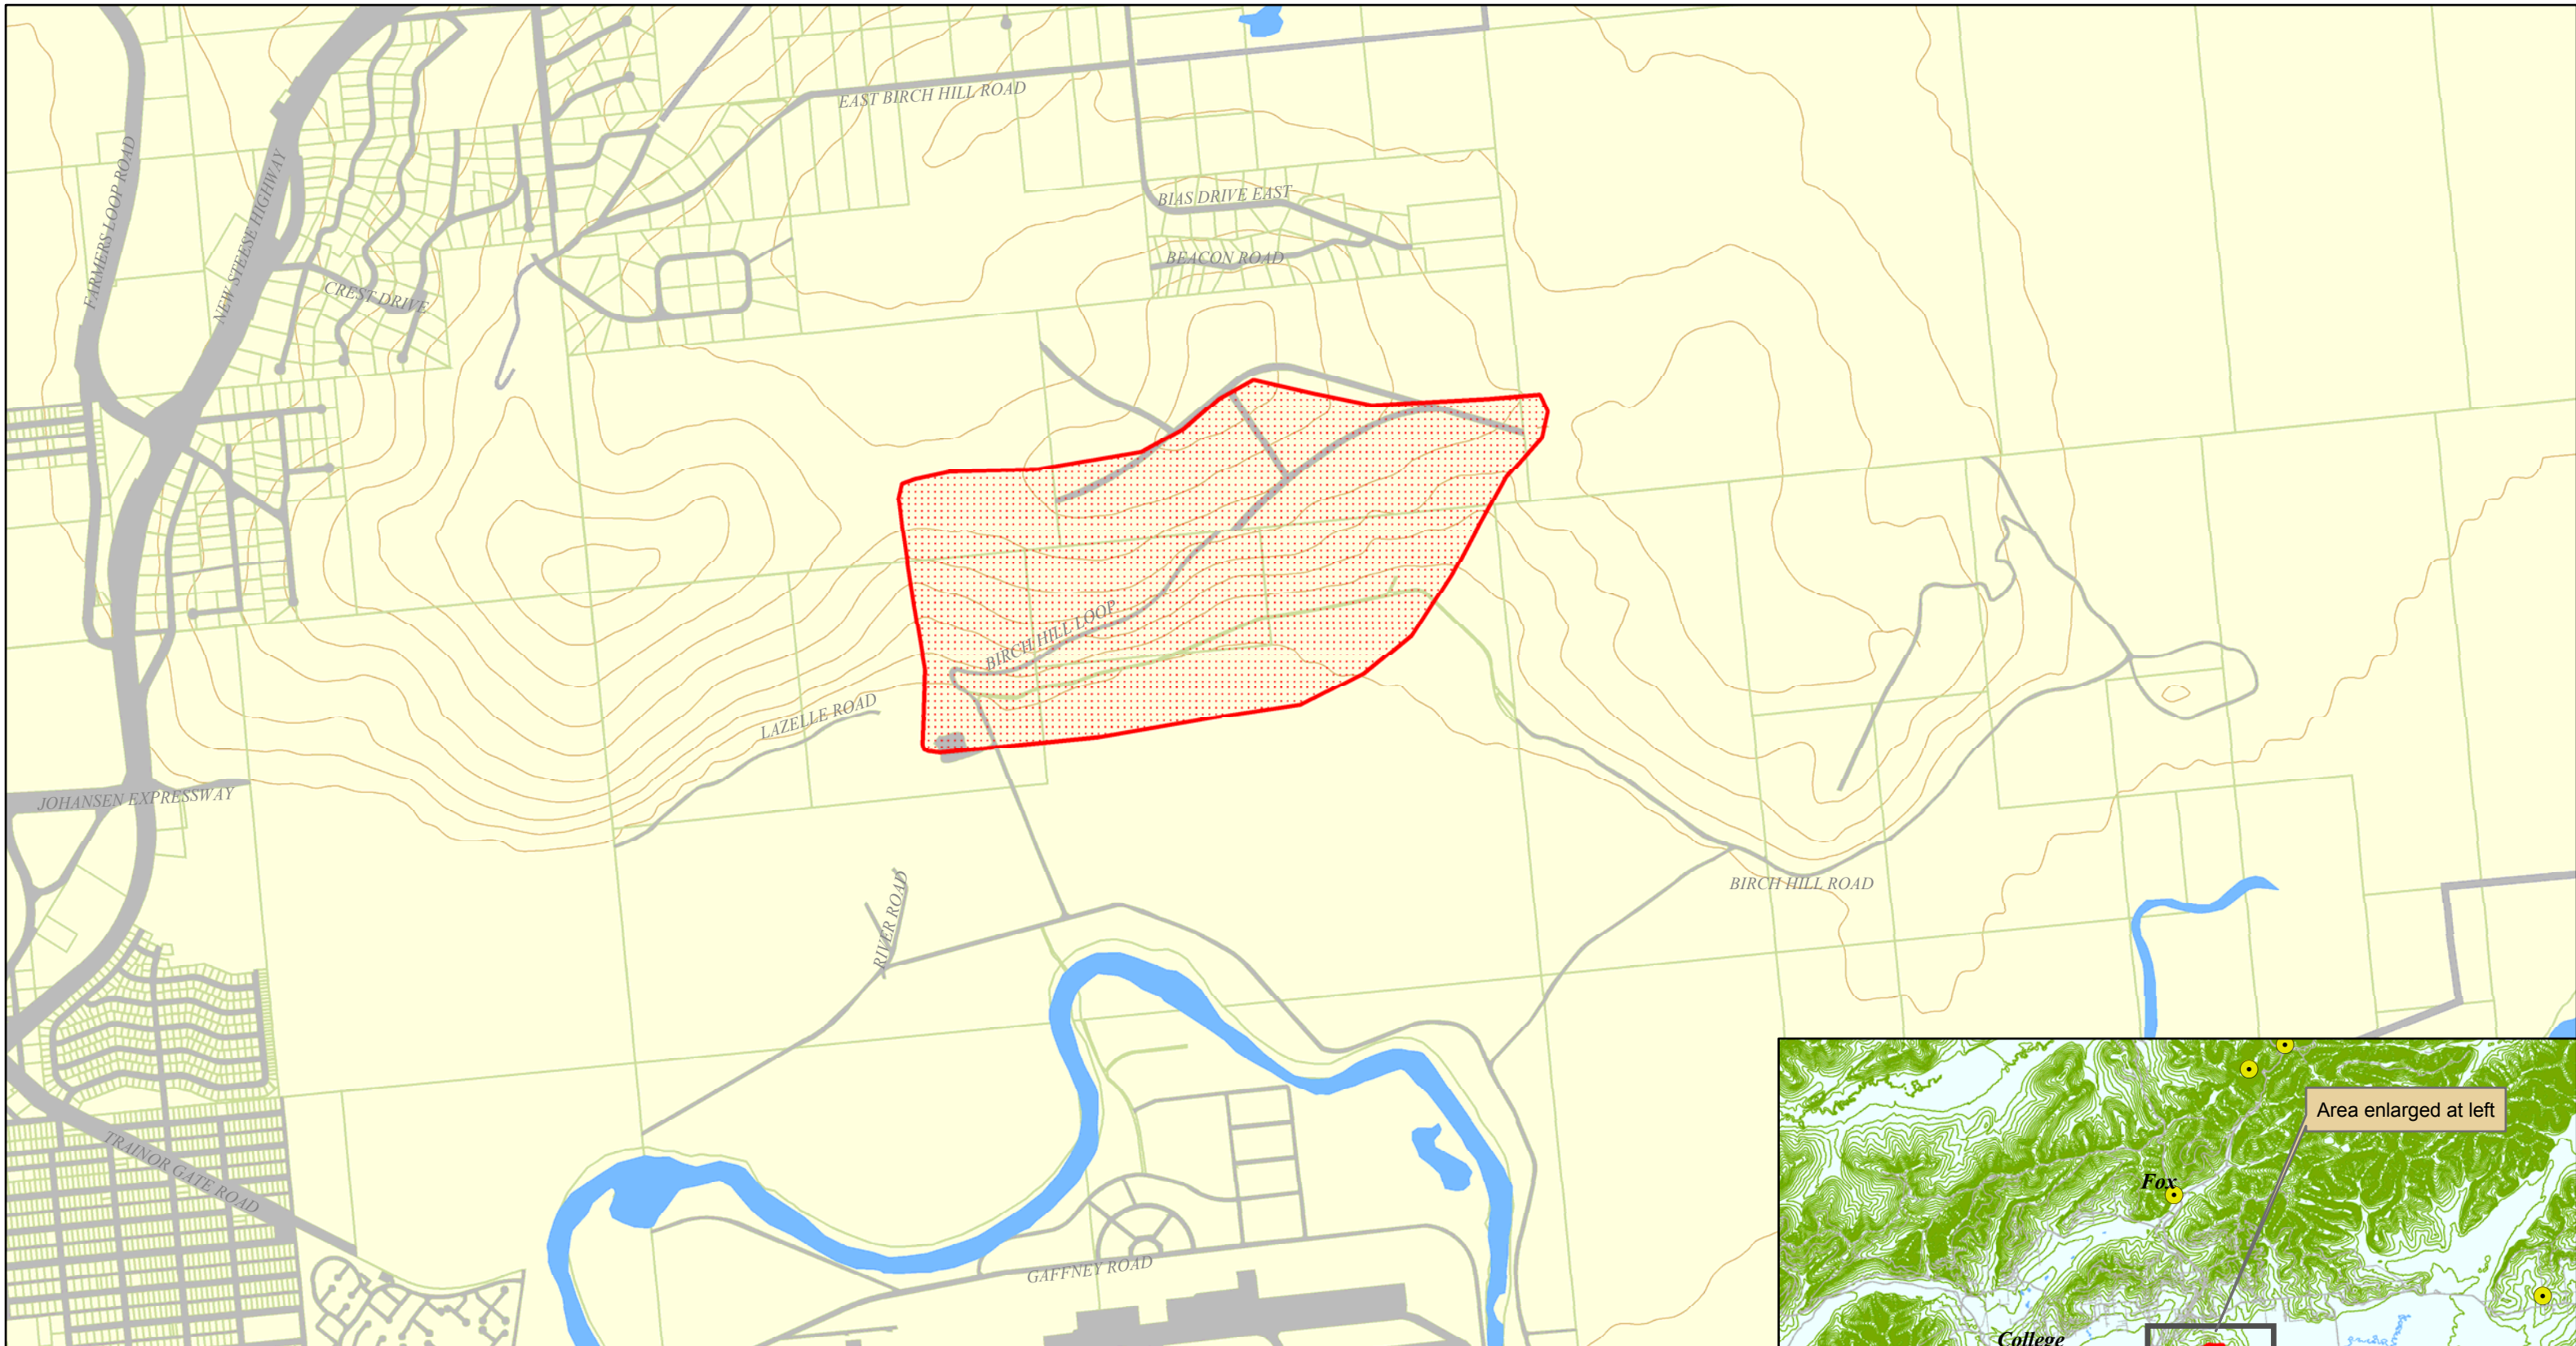 EAST BIRCH HILL ROAD
FARMERS LOOP ROAD
NEW STEESE HIGHWAY
BIAS DRIVE EAST
BEACON ROAD
CREST DRIVE
BIRCH HILL LOOP
LAZELLE ROAD
JOHANSEN EXPRESSWAY
BIRCH HILL ROAD
RIVER ROAD
TRAINOR GATE ROAD
GAFFNEY ROAD
Area enlarged at left
Fox
College